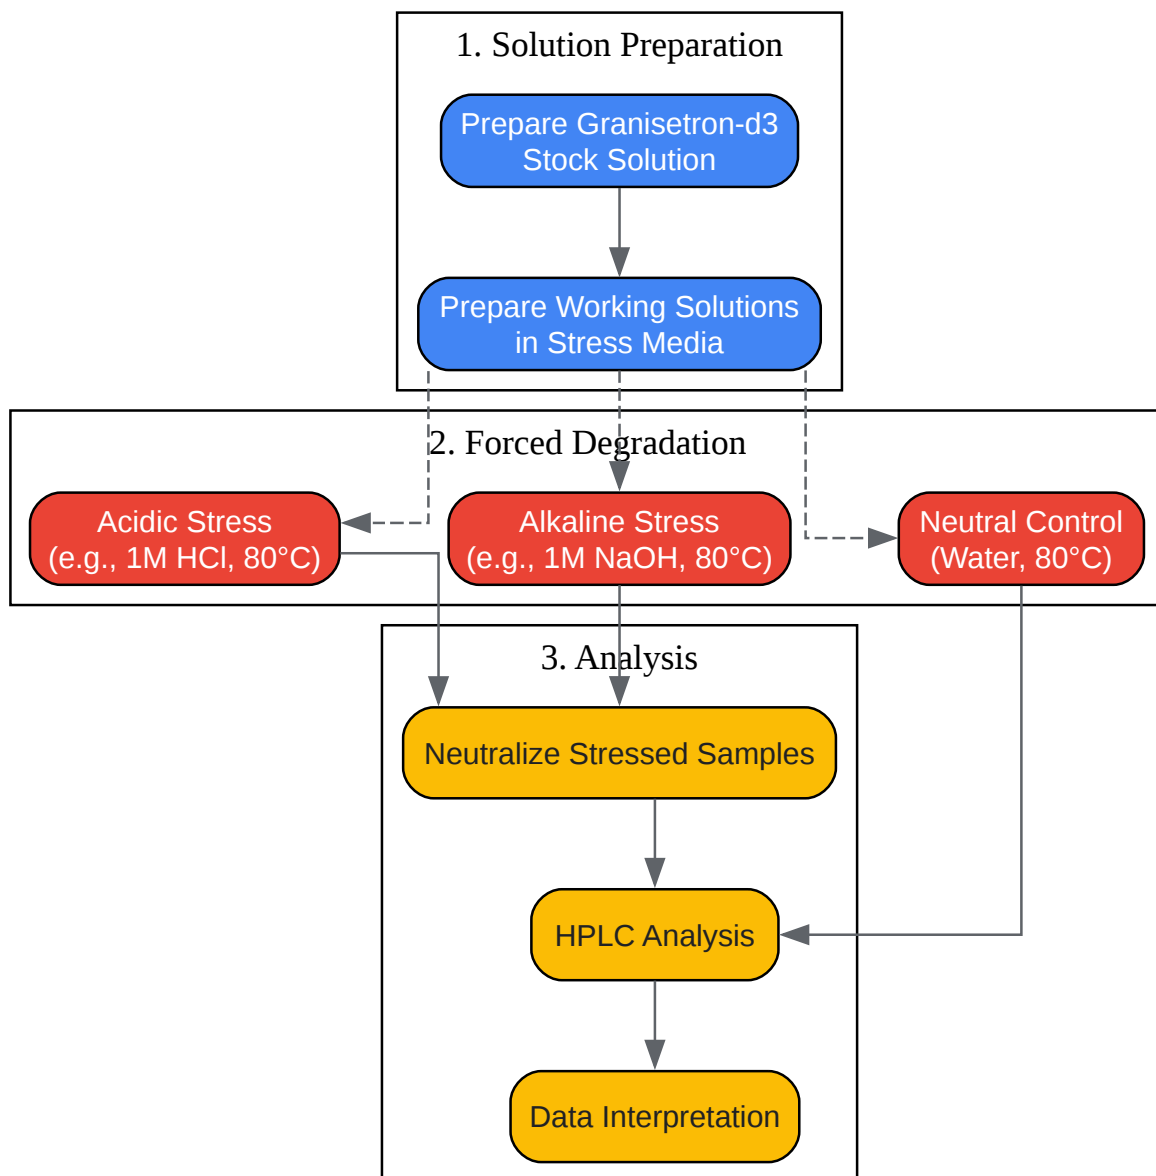 1. Solution Preparation
Prepare Granisetron-d3
Stock Solution
Prepare Working Solutions
in Stress Media
2. Forced Degradation
Acidic Stress
(e.g., 1M HCl, 80°C)
Alkaline Stress
(e.g., 1M NaOH, 80°C)
Neutral Control
(Water, 80°C)
3. Analysis
Neutralize Stressed Samples
HPLC Analysis
Data Interpretation